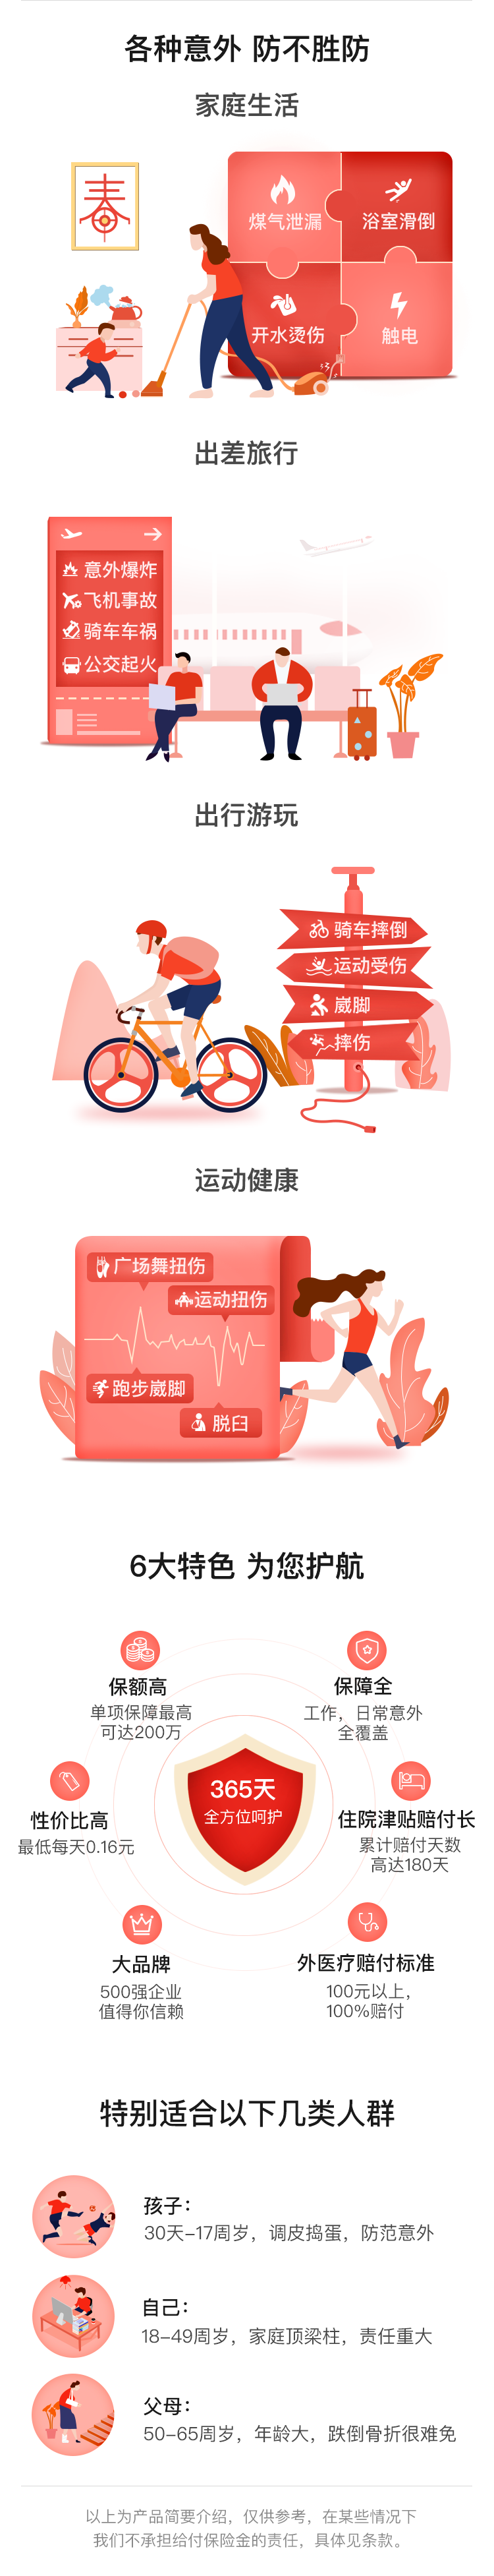 各种意外 防不胜防
家庭生活
春
煤气泄漏
浴室滑倒
开水烫伤
触电
出差旅行
意外爆炸
飞机事故
骑车车祸
公交起火
出行游玩
骑车摔倒
运动受伤
崴脚
摔伤
运动健康
广场舞扭伤
运动扭伤
跑步崴脚
脱臼
6大特色 为您护航
保额高
单项保障最高
可达200万
保障全
工作，日常意外
全覆盖
365天
全方位呵护
性价比高
最低每天0.16元
住院津贴赔付长
累计赔付天数
高达180天
大品牌
500强企业
值得你信赖
外医疗赔付标准
100元以上，
100%赔付
特别适合以下几类人群
孩子：
30天–17周岁，调皮捣蛋，防范意外
自己：
18–49周岁，家庭顶梁柱，责任重大
父母：
50–65周岁，年龄大，跌倒骨折很难免
以上为产品简要介绍，仅供参考，在某些情况下
我们不承担给付保险金的责任，具体见条款。